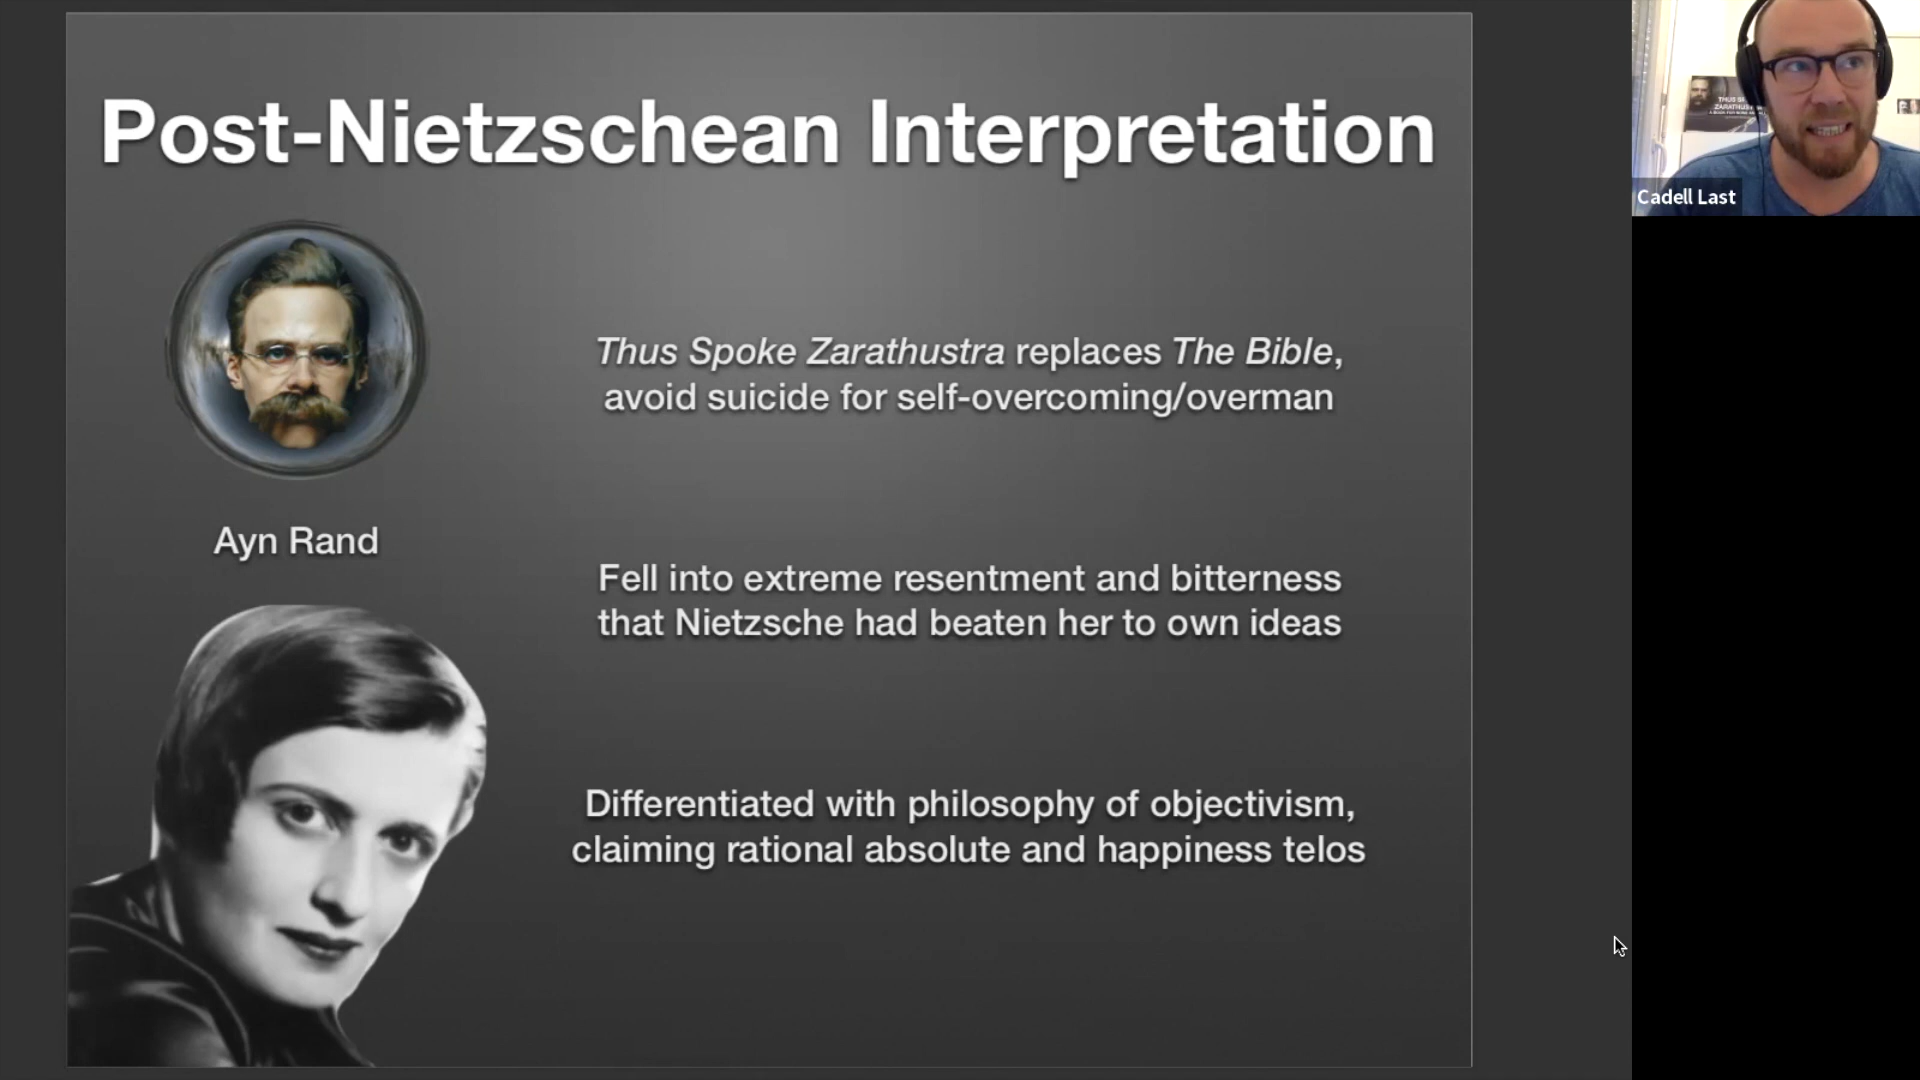 Post-Nietzschean Interpretation
Thus Spoke Zarathustra replaces The Bible,
avoid suicide for self-overcoming/overman
Ayn Rand
Fell into extreme resentment and bitterness
that Nietzsche had beaten her to own ideas
Differentiated with philosophy of objectivism,
claiming rational absolute and happiness telos
THUS
ZARATHUS
Cadell Last